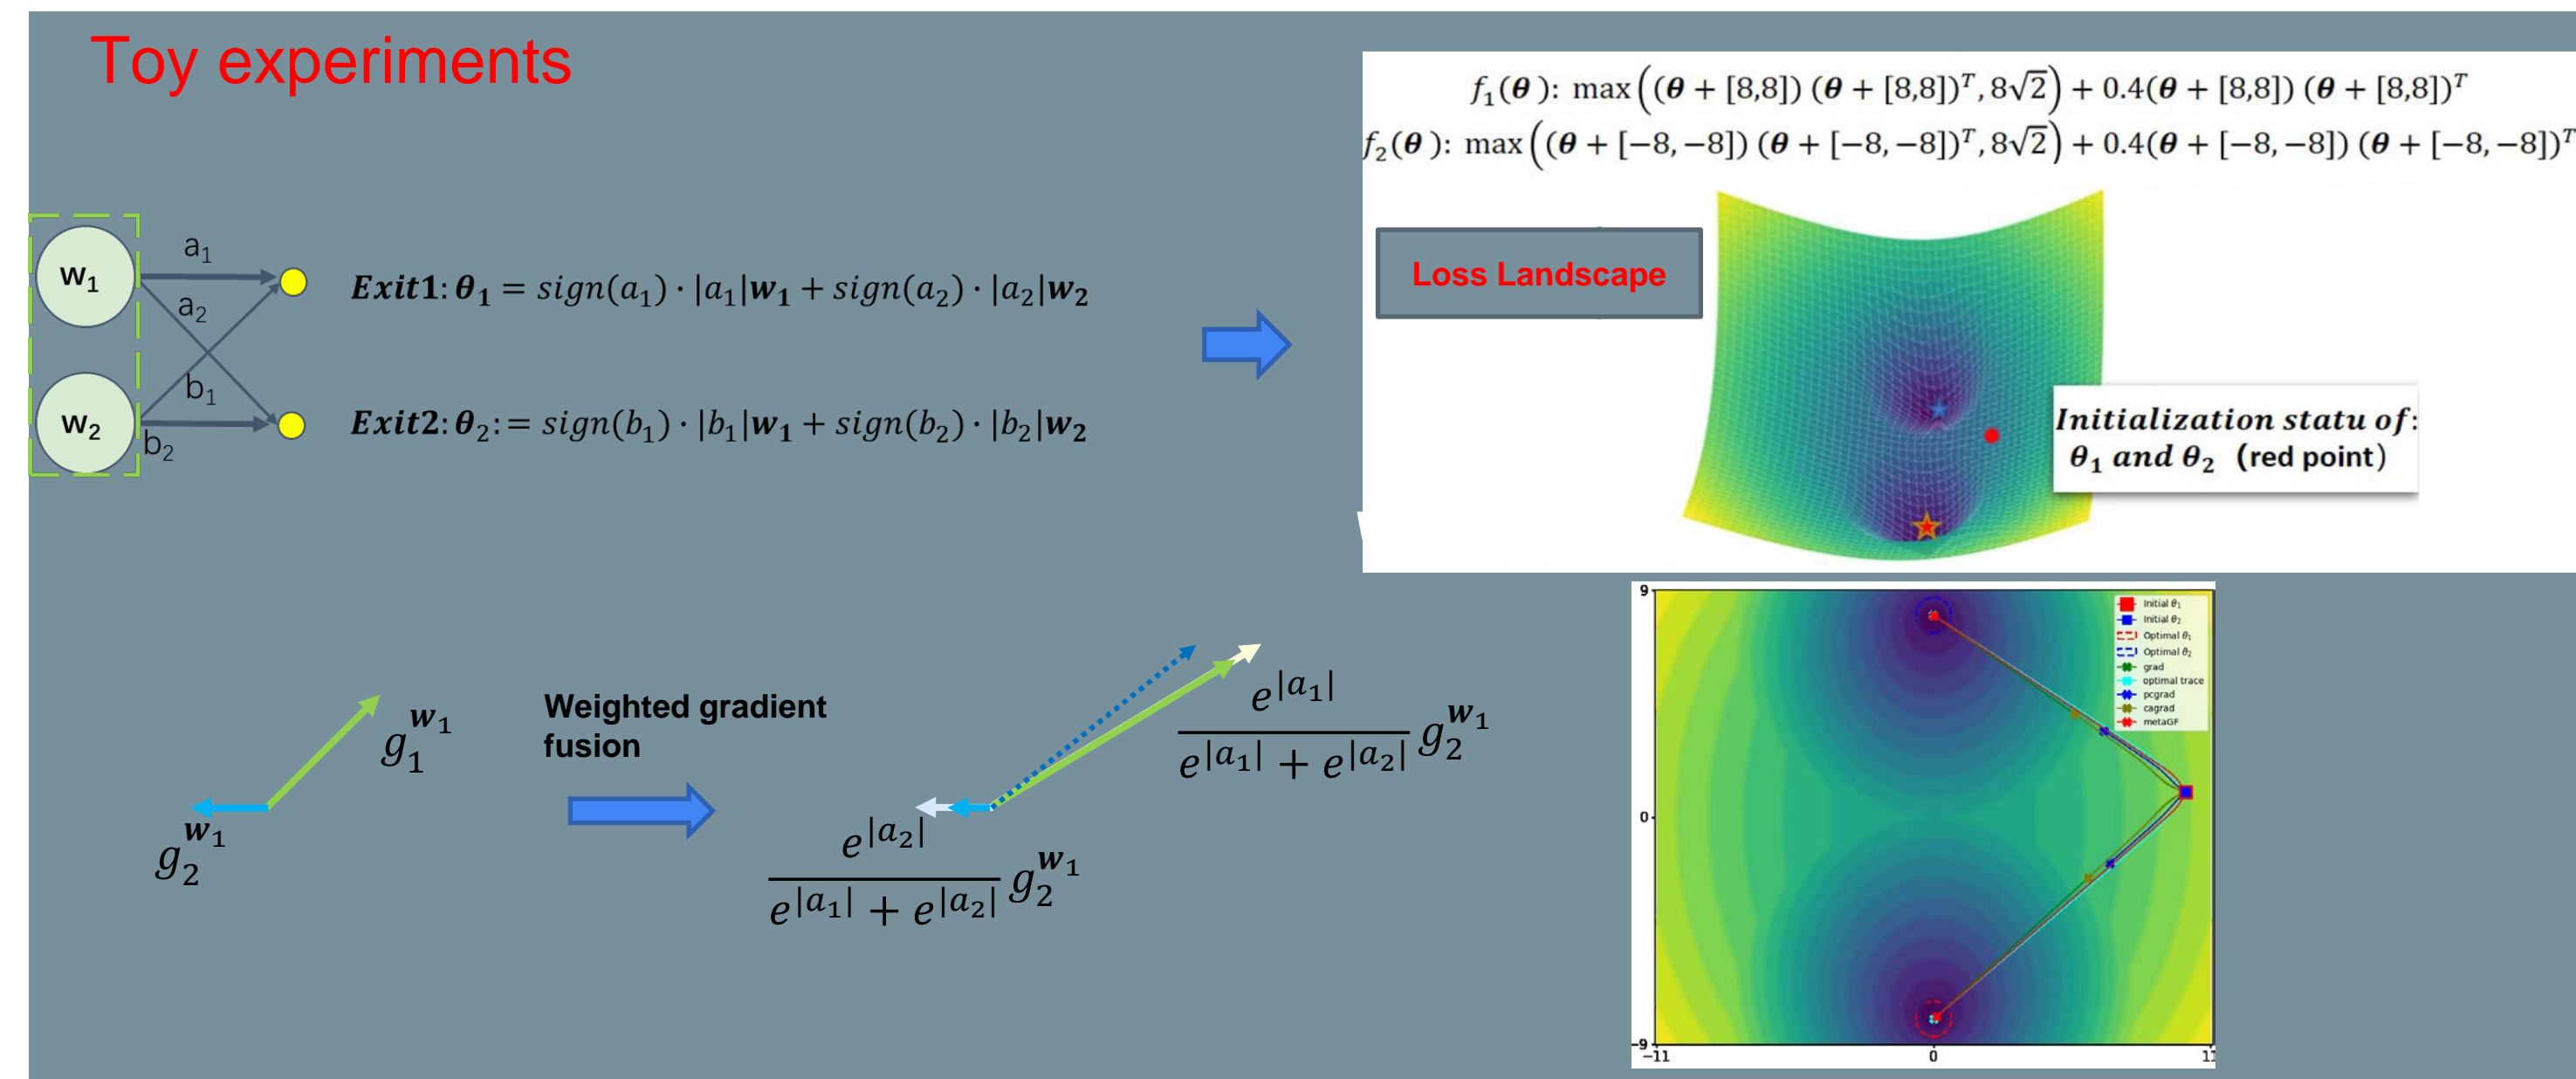 Toy experiments
f₁(θ ): max((θ + [8,8]) (θ + [8,8])ᵀ, 8√2) + 0.4(θ + [8,8]) (θ + [8,8])ᵀ
f₂(θ ): max((θ + [−8,−8]) (θ + [−8,−8])ᵀ, 8√2) + 0.4(θ + [−8,−8]) (θ + [−8,−8])ᵀ
w₁
w₂
a₁
a₂
b₁
b₂
Exit1: θ₁ = sign(a₁) · |a₁|w₁ + sign(a₂) · |a₂|w₂
Exit2: θ₂: = sign(b₁) · |b₁|w₁ + sign(b₂) · |b₂|w₂
Loss Landscape
Initialization statu of:
θ₁ and θ₂ (red point)
g₁^w₁
g₂^w₁
Weighted gradient
fusion
e^|a₁| / (e^|a₁| + e^|a₂|) g₂^w₁
e^|a₂| / (e^|a₁| + e^|a₂|) g₂^w₁
9
0
−9
−11
0
11
Initial θ₁
Initial θ₂
Optimal θ₁
Optimal θ₂
grad
optimal trace
pcgrad
cagrad
metaGF